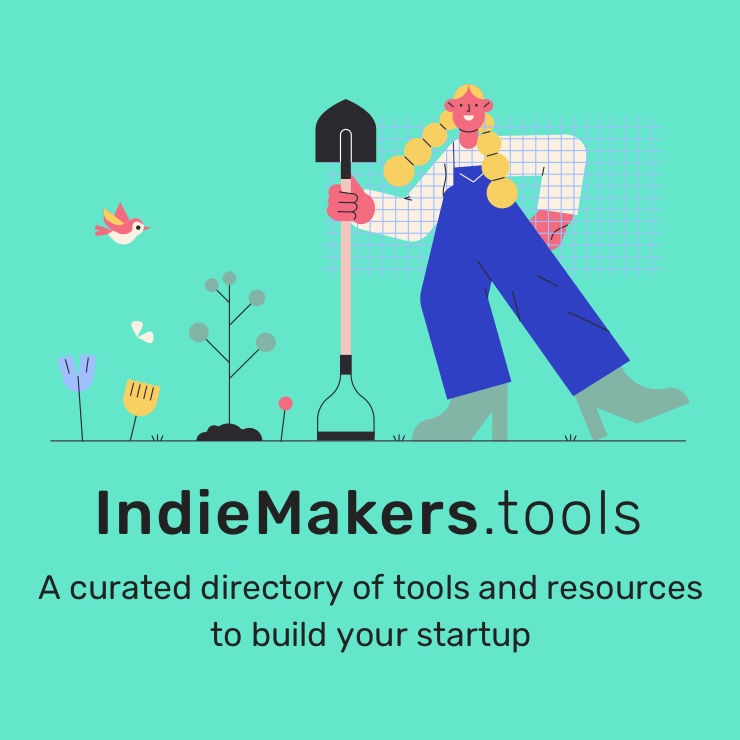 IndieMakers.tools
A curated directory of tools and resources
to build your startup